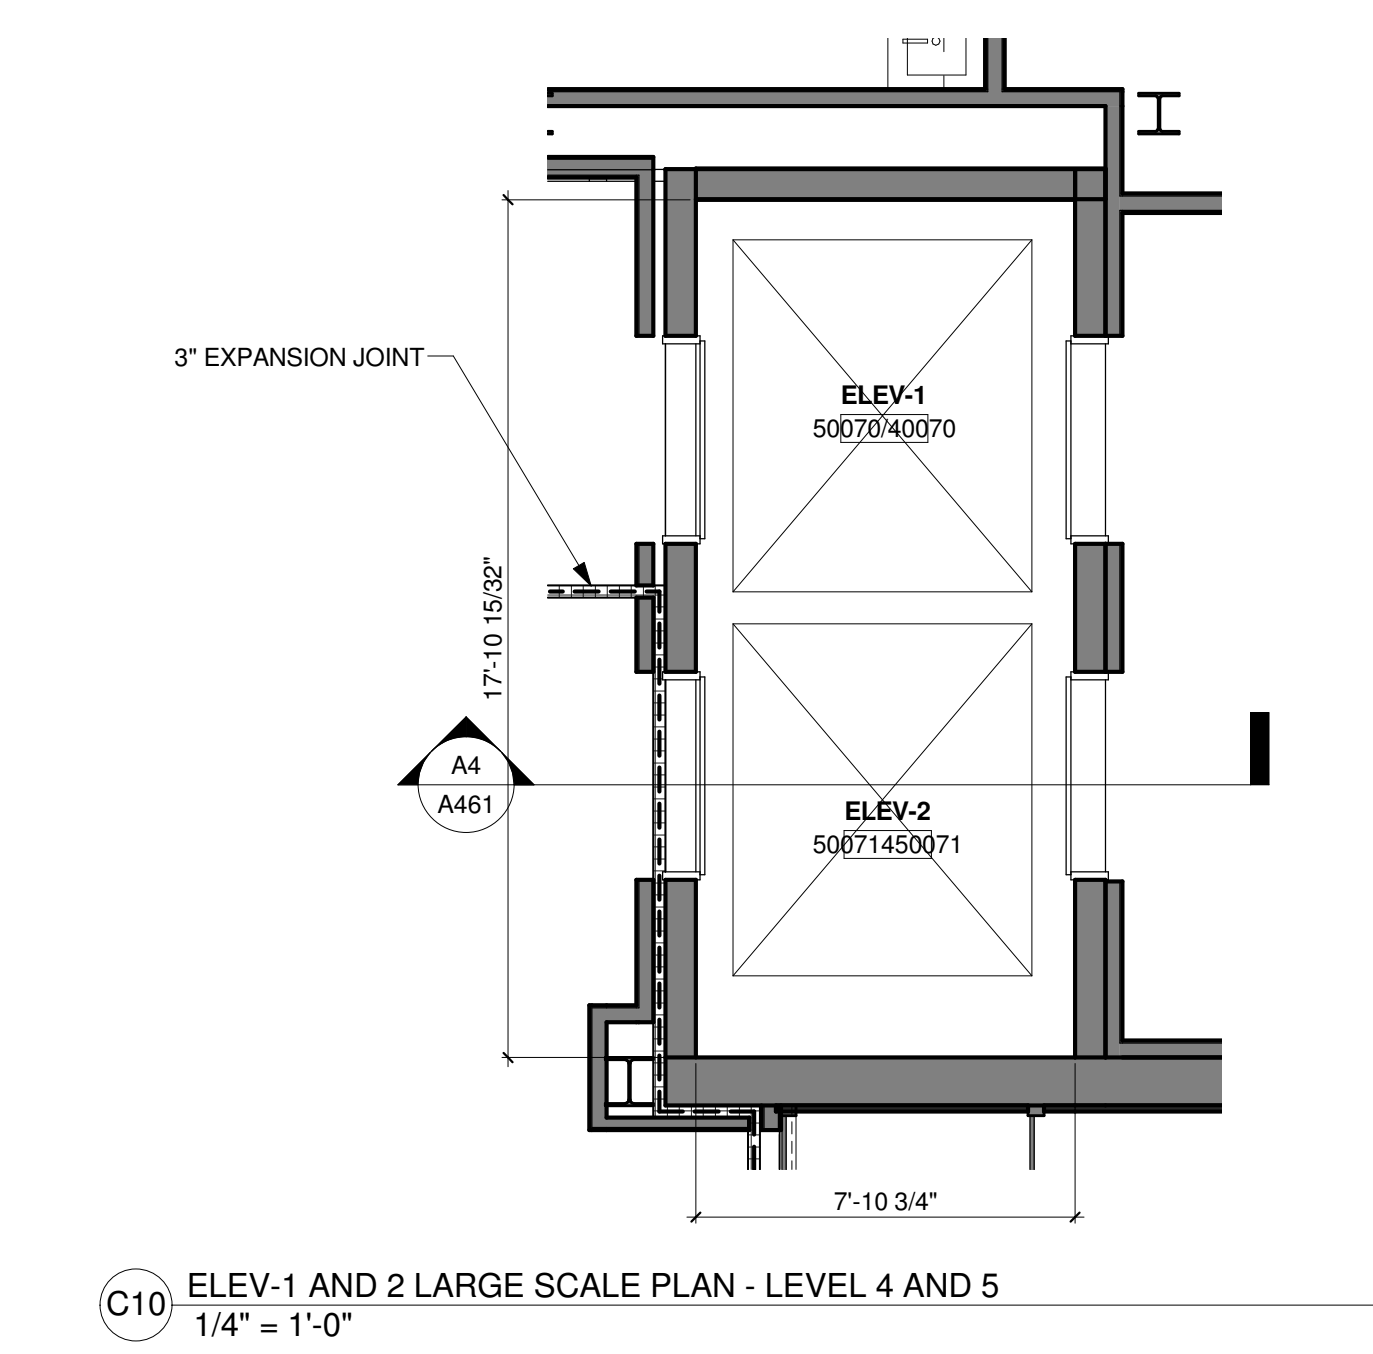 3" EXPANSION JOINT
ELEV-1
50070/40070
17'-10 15/32"
A4
A461
ELEV-2
50071450071
7'-10 3/4"
C10
ELEV-1 AND 2 LARGE SCALE PLAN - LEVEL 4 AND 5
1/4" = 1'-0"